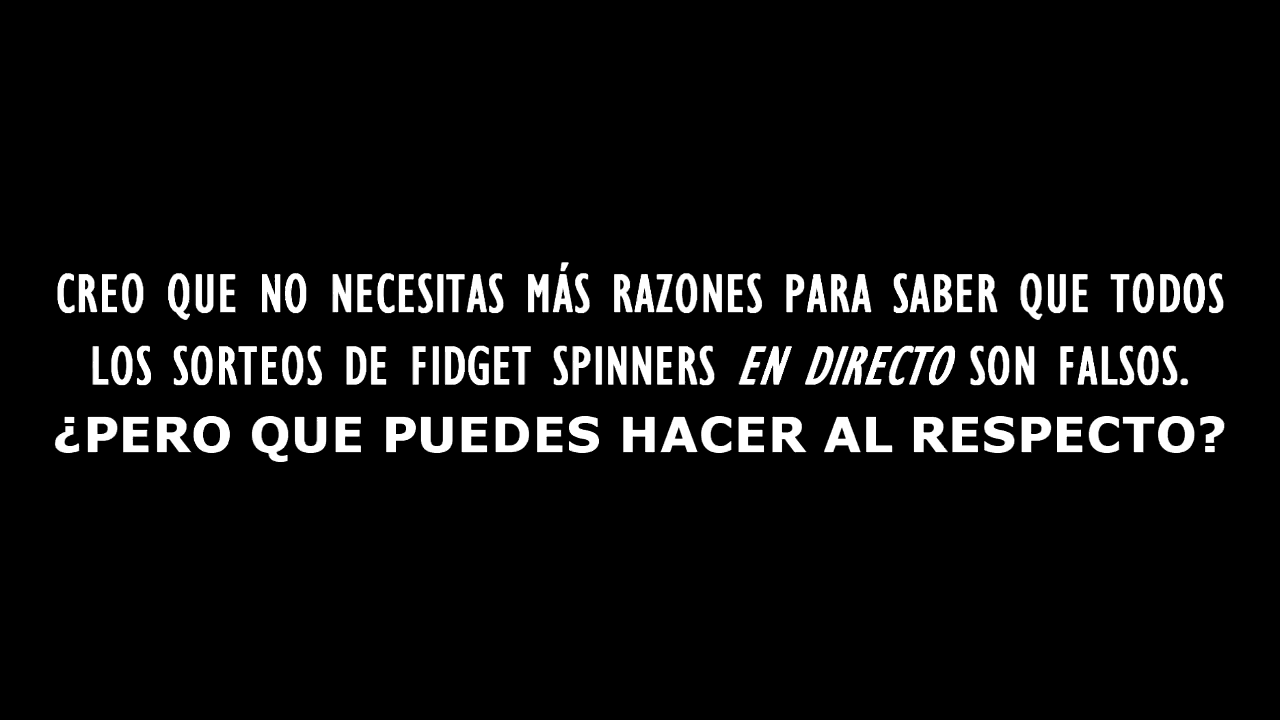 CREO QUE NO NECESITAS MÁS RAZONES PARA SABER QUE TODOS
LOS SORTEOS DE FIDGET SPINNERS EN DIRECTO SON FALSOS.
¿PERO QUE PUEDES HACER AL RESPECTO?